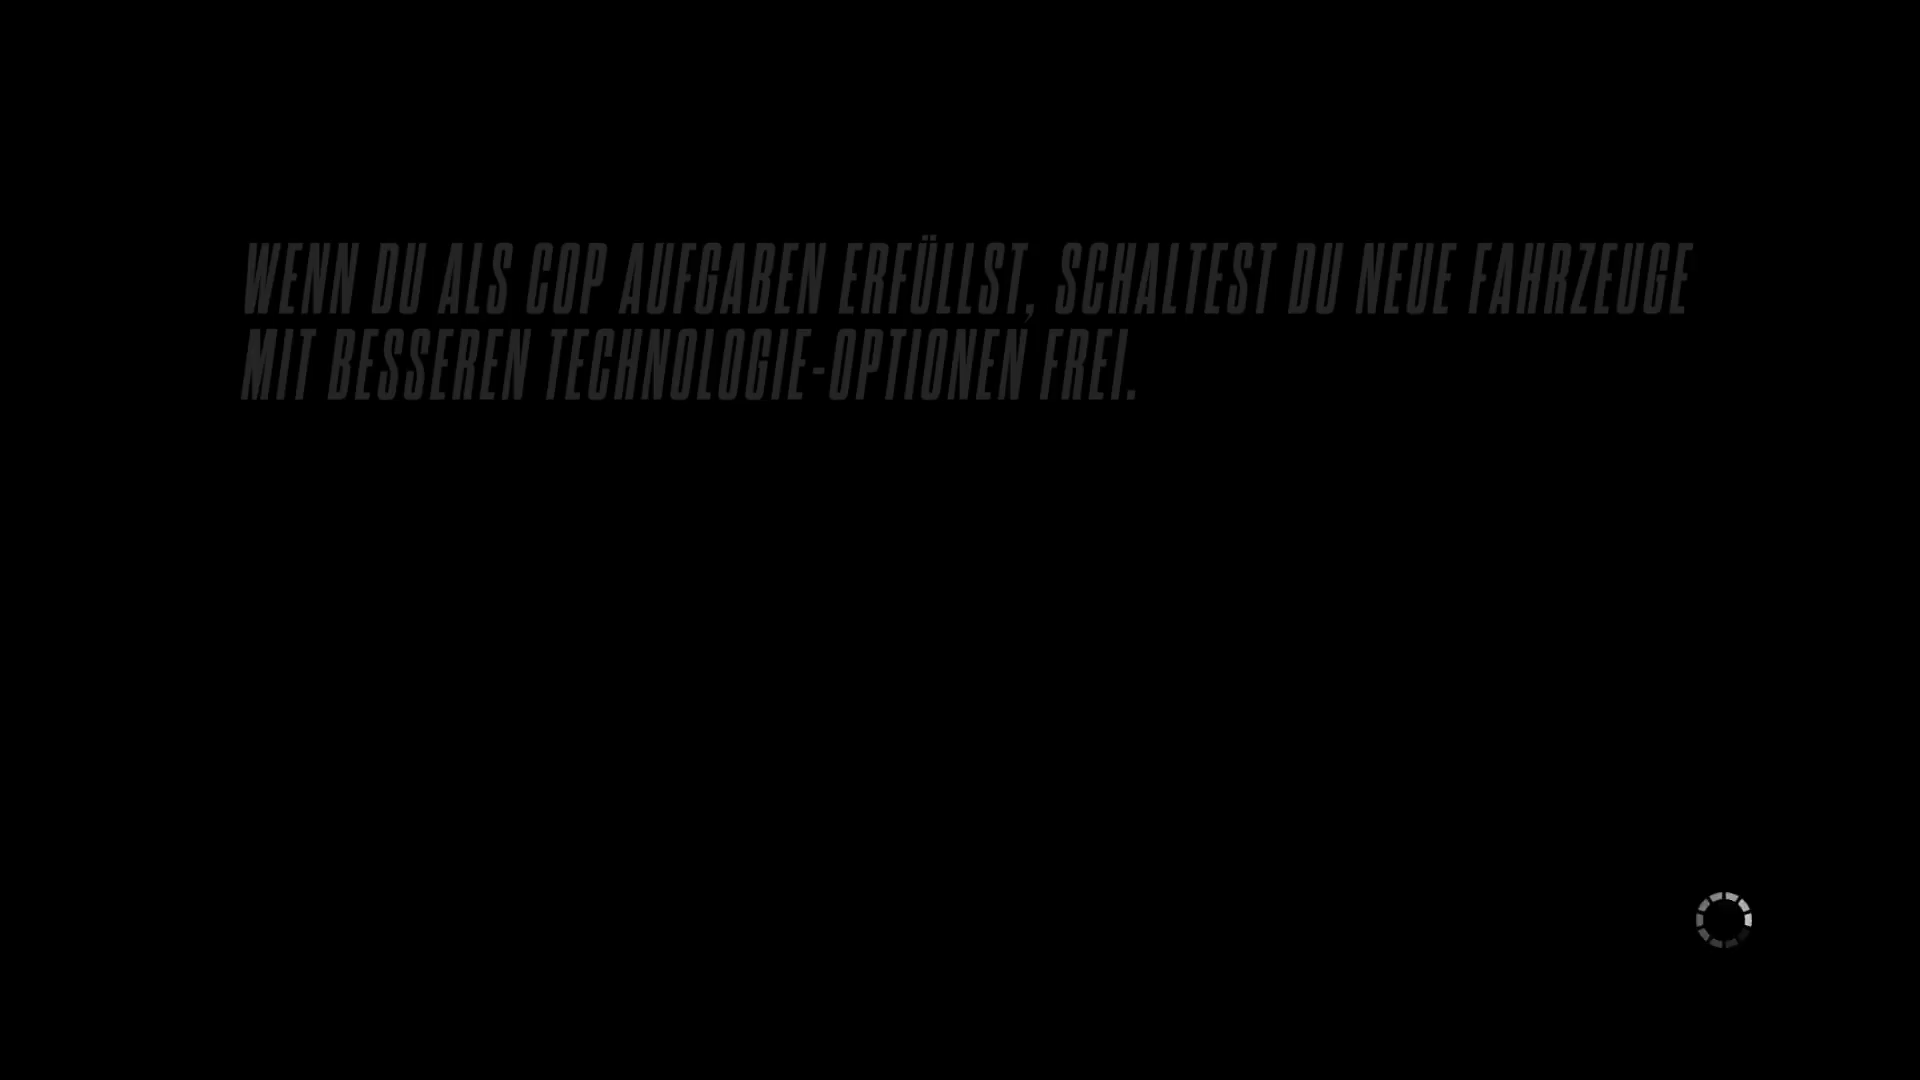 WENN DU ALS COP AUFGABEN ERFÜLLST, SCHALTEST DU NEUE FAHRZEUGE
MIT BESSEREN TECHNOLOGIE-OPTIONEN FREI.